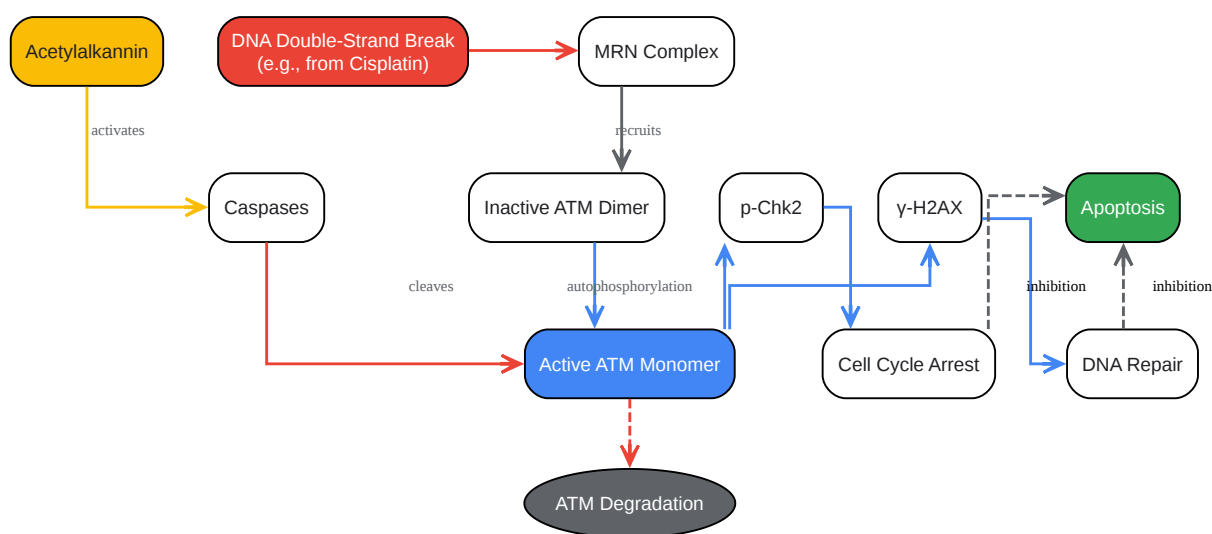 Acetylalkannin
DNA Double-Strand Break
(e.g., from Cisplatin)
MRN Complex
activates
recruits
Caspases
Inactive ATM Dimer
p-Chk2
γ-H2AX
Apoptosis
cleaves
autophosphorylation
inhibition
inhibition
Active ATM Monomer
Cell Cycle Arrest
DNA Repair
ATM Degradation